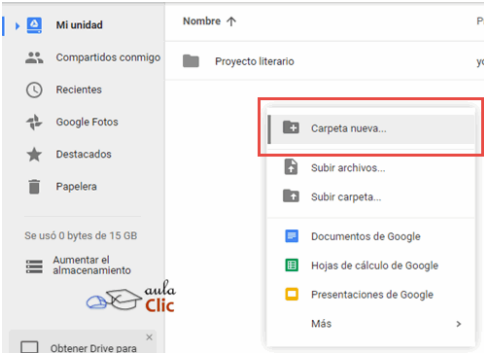 Mi unidad
Compartidos conmigo
Recientes
Google Fotos
Destacados
Papelera
Se usó 0 bytes de 15 GB
Aumentar el
almacenamiento
aula
Clic
Obtener Drive para
Nombre
Proyecto literario
yo
Carpeta nueva...
Subir archivos...
Subir carpeta...
Documentos de Google
Hojas de cálculo de Google
Presentaciones de Google
Más